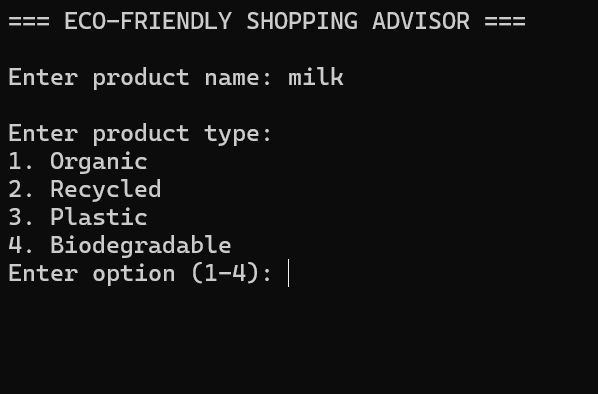 === ECO-FRIENDLY SHOPPING ADVISOR ===
Enter product name: milk
Enter product type:
1. Organic
2. Recycled
3. Plastic
4. Biodegradable
Enter option (1-4):